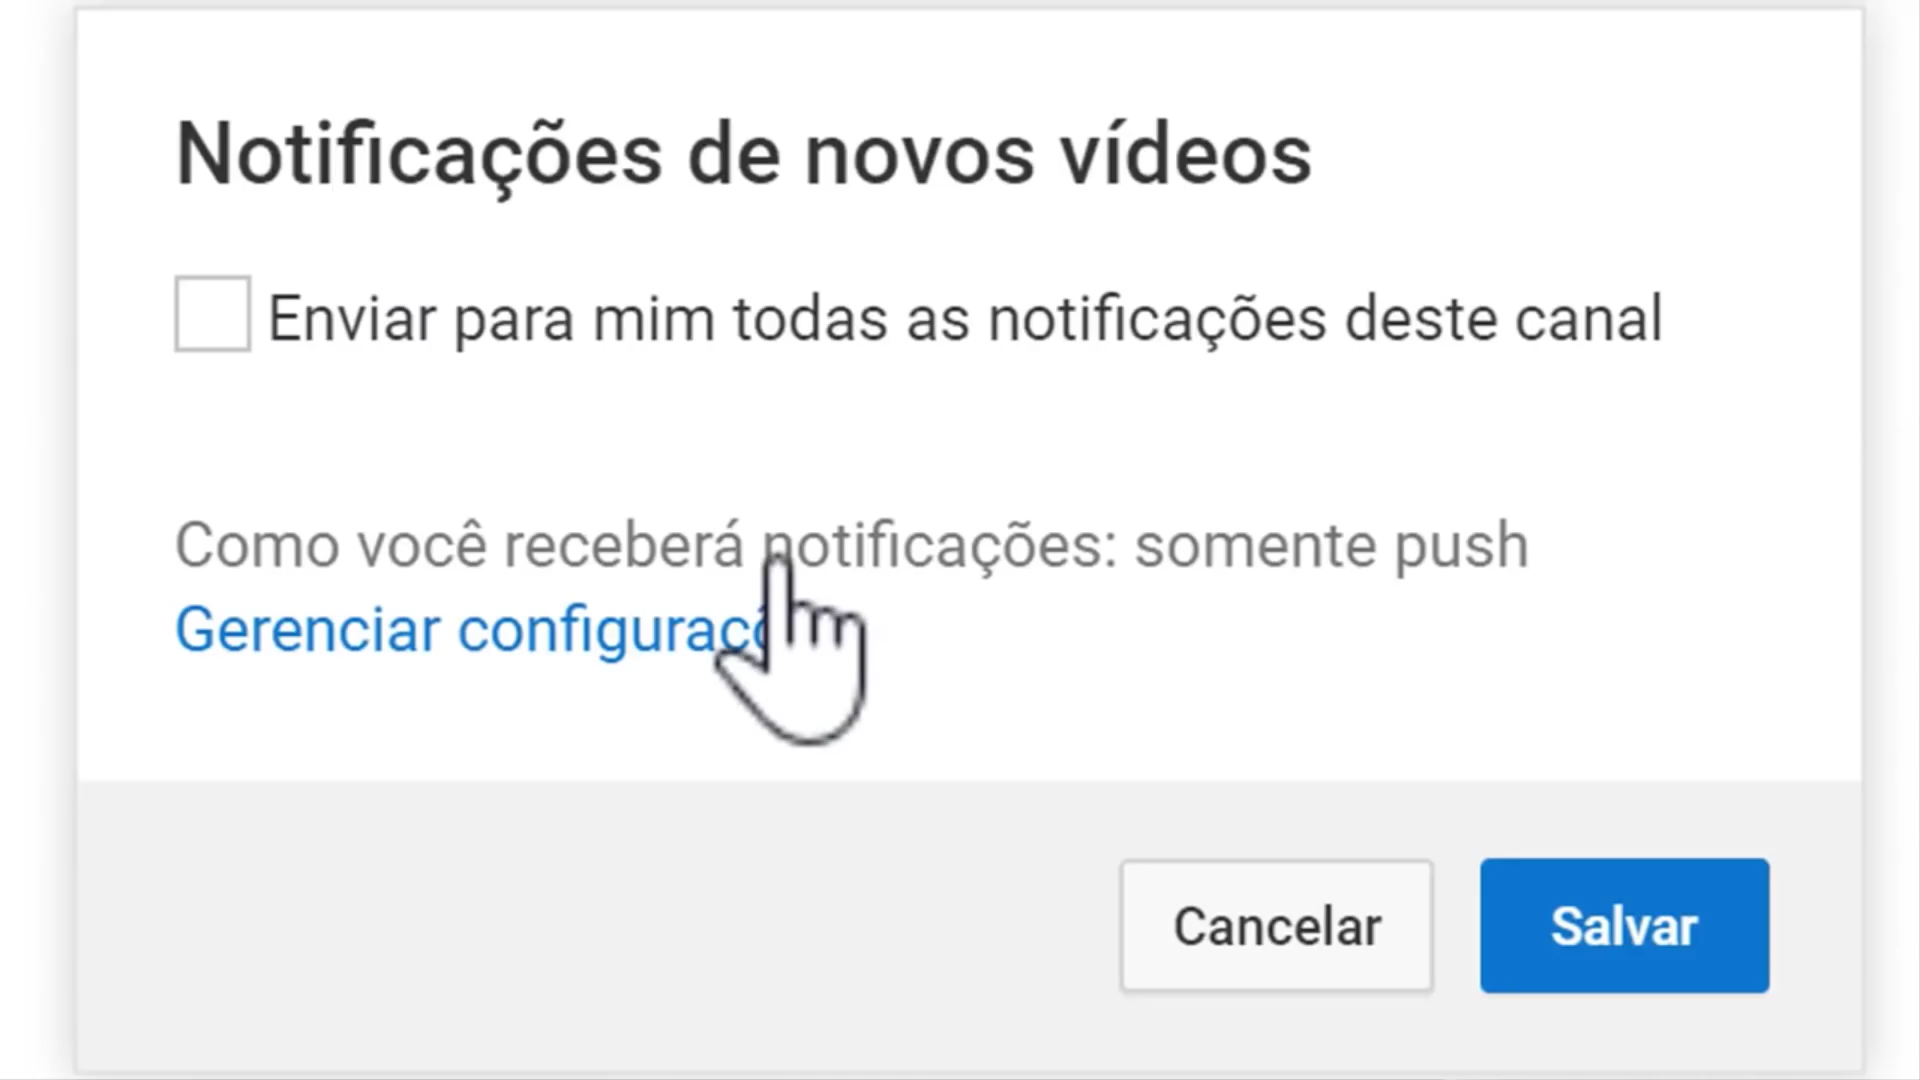 Notificações de novos vídeos
Enviar para mim todas as notificações deste canal
Como você receberá notificações: somente push
Gerenciar
Cancelar
Salvar